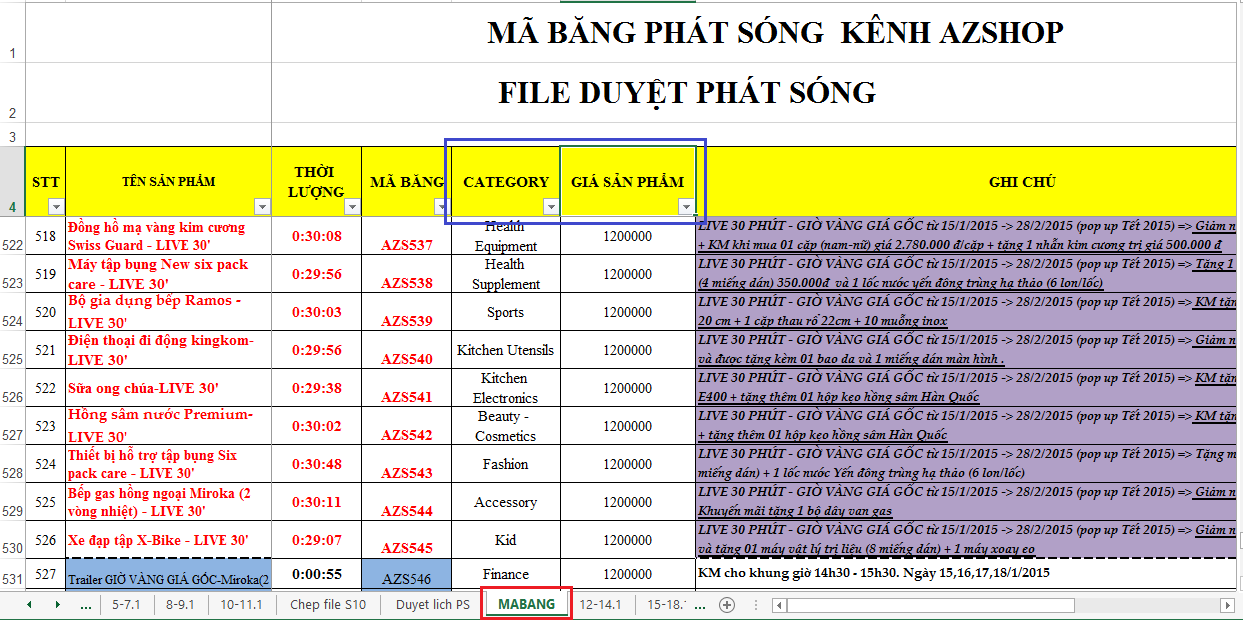 MÃ BĂNG PHÁT SÓNG KÊNH AZSHOP
1
FILE DUYỆT PHÁT SÓNG
2
3
STT TÊN SẢN PHẨM THỜI LƯỢNG MÃ BĂNG CATEGORY GIÁ SẢN PHẨM GHI CHÚ
4
522 518 Đồng hồ mạ vàng kim cương Swiss Guard - LIVE 30' 0:30:08 AZS537 Health Equipment 1200000 LIVE 30 PHÚT - GIỜ VÀNG GIÁ GỐC từ 15/1/2015 -> 28/2/2015 (pop up Tết 2015) => Giảm n
+ KM khi mua 01 cặp (nam-nữ) giá 2.780.000 đ/cặp + tặng 1 nhẫn kim cương trị giá 500.000 đ
523 519 Máy tập bụng New six pack care - LIVE 30' 0:29:56 AZS538 Health Supplement 1200000 LIVE 30 PHÚT - GIỜ VÀNG GIÁ GỐC từ 15/1/2015 -> 28/2/2015 (pop up Tết 2015) => Tặng 1
(4 miếng dán) 350.000đ và 1 lốc nước yến đông trùng hạ thảo (6 lon/lốc)
524 520 Bộ gia dụng bếp Ramos - LIVE 30' 0:30:03 AZS539 Sports 1200000 LIVE 30 PHÚT - GIỜ VÀNG GIÁ GỐC từ 15/1/2015 -> 28/2/2015 (pop up Tết 2015) => KM tặn
20 cm + 1 cặp thau rổ 22cm + 10 muỗng inox
525 521 Điện thoại di động kingkom- LIVE 30' 0:29:56 AZS540 Kitchen Utensils 1200000 LIVE 30 PHÚT - GIỜ VÀNG GIÁ GỐC từ 15/1/2015 -> 28/2/2015 (pop up Tết 2015) => Giảm n
và được tặng kèm 01 bao da và 1 miếng dán màn hình .
526 522 Sữa ong chúa-LIVE 30' 0:29:38 AZS541 Kitchen Electronics 1200000 LIVE 30 PHÚT - GIỜ VÀNG GIÁ GỐC từ 15/1/2015 -> 28/2/2015 (pop up Tết 2015) => KM tặn
E400 + tặng thêm 01 hộp kẹo hồng sâm Hàn Quốc
527 523 Hồng sâm nước Premium- LIVE 30' 0:30:02 AZS542 Beauty - Cosmetics 1200000 LIVE 30 PHÚT - GIỜ VÀNG GIÁ GỐC từ 15/1/2015 -> 28/2/2015 (pop up Tết 2015) => KM tặn
+ tặng thêm 01 hộp kẹo hồng sâm Hàn Quốc
528 524 Thiết bị hỗ trợ tập bụng Six pack care - LIVE 30' 0:30:48 AZS543 Fashion 1200000 LIVE 30 PHÚT - GIỜ VÀNG GIÁ GỐC từ 15/1/2015 -> 28/2/2015 (pop up Tết 2015) => Tặng m
miếng dán) + 1 lốc nước Yến đông trùng hạ thảo (6 lon/lốc)
529 525 Bếp gas hồng ngoại Miroka (2 vòng nhiệt) - LIVE 30' 0:30:11 AZS544 Accessory 1200000 LIVE 30 PHÚT - GIỜ VÀNG GIÁ GỐC từ 15/1/2015 -> 28/2/2015 (pop up Tết 2015) => Giảm n
Khuyến mãi tặng 1 bộ dây van gas
530 526 Xe đạp tập X-Bike - LIVE 30' 0:29:07 AZS545 Kid 1200000 LIVE 30 PHÚT - GIỜ VÀNG GIÁ GỐC từ 15/1/2015 -> 28/2/2015 (pop up Tết 2015) => Giảm n
và tặng 01 máy vật lý trị liệu (8 miếng dán) + 1 máy xoay eo
531 527 Trailer GIỜ VÀNG GIÁ GỐC-Miroka(2 0:00:55 AZS546 Finance 1200000 KM cho khung giờ 14h30 - 15h30. Ngày 15,16,17,18/1/2015
... 5-7.1 8-9.1 10-11.1 Chep file S10 Duyet lich PS MABANG 12-14.1 15-18. ...